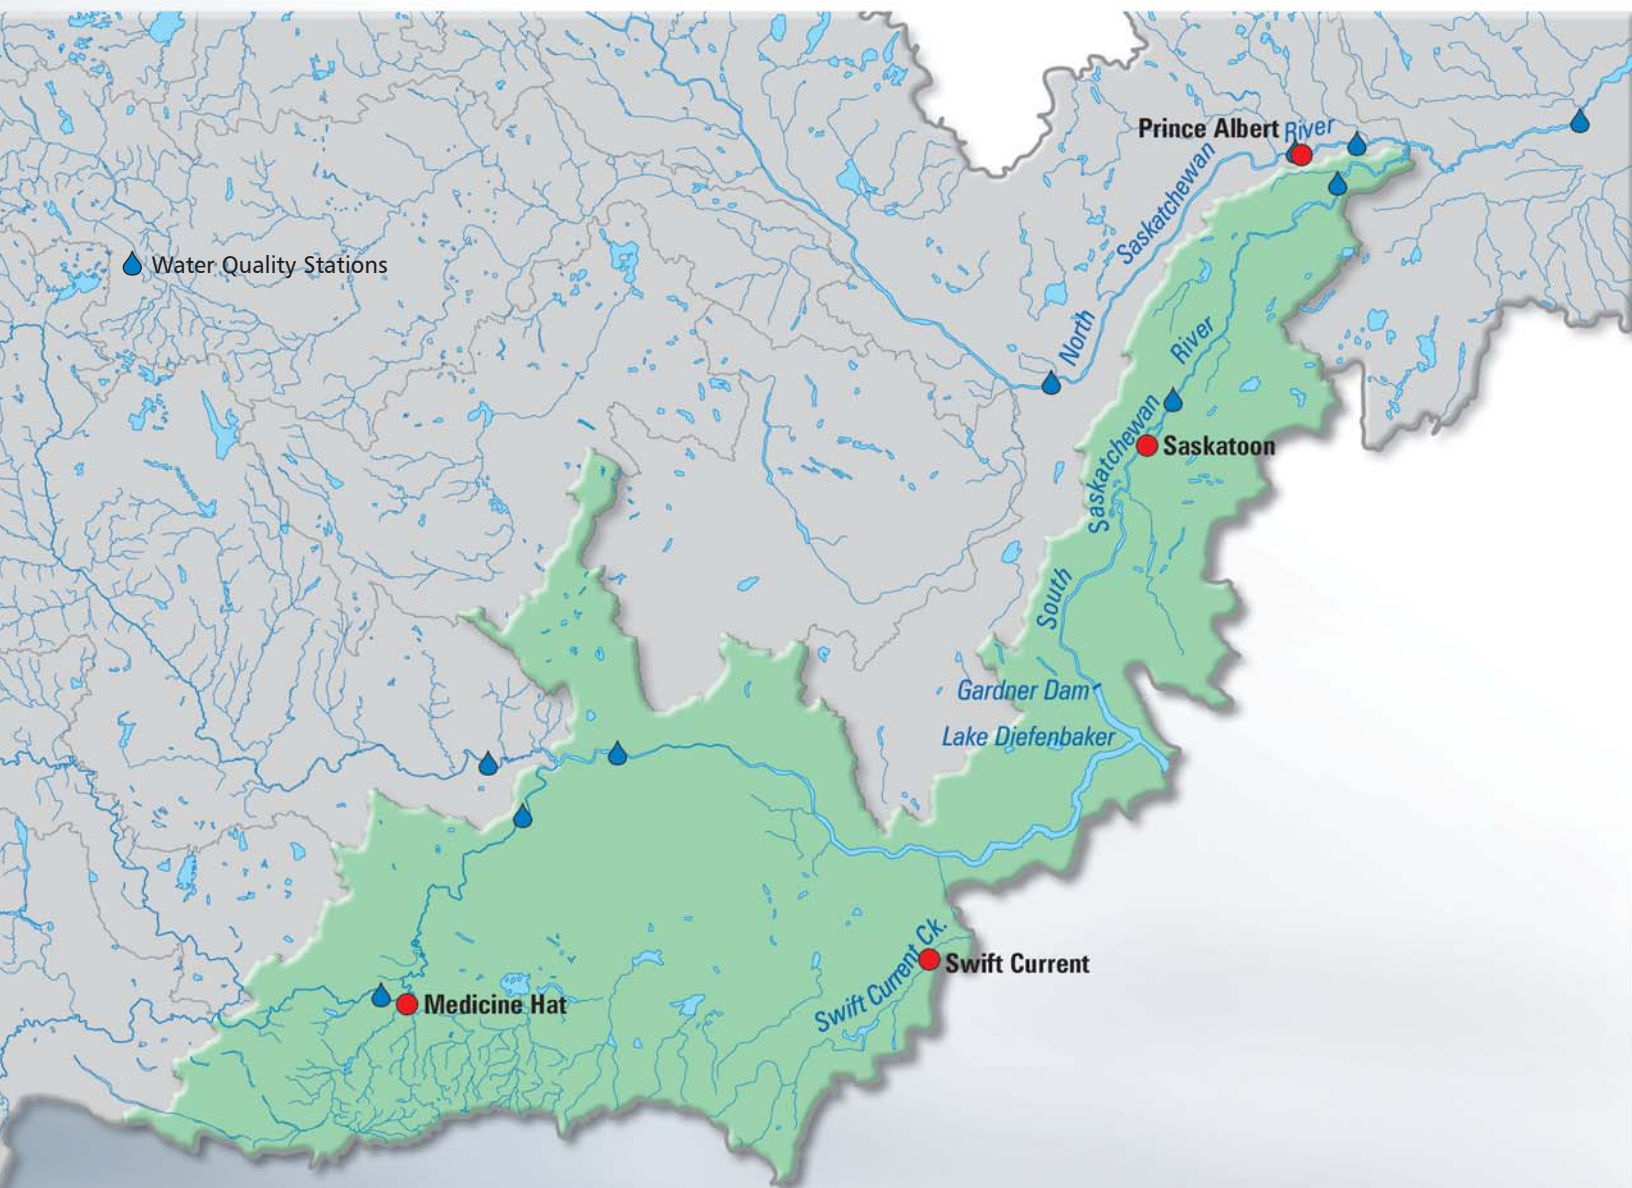 Prince Albert
River
Saskatchewan
North
Water Quality Stations
River
Saskatchewan
Saskatoon
South
Gardner Dam
Lake Diefenbaker
Swift Current Ck.
Swift Current
Medicine Hat